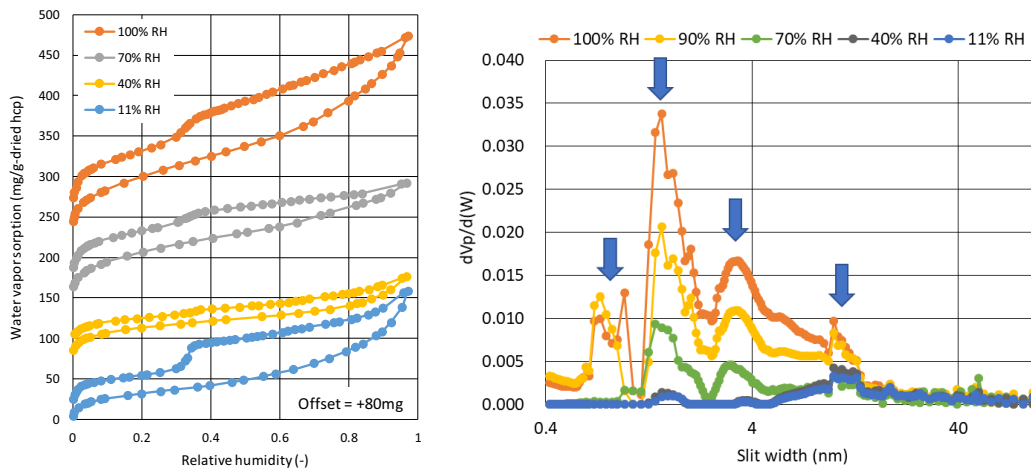 500
450
400
350
300
250
200
150
100
50
0
Water vapor sorption (mg/g-dried hcp)
100% RH
70% RH
40% RH
11% RH
Offset = +80mg
0 0.2 0.4 0.6 0.8 1
Relative humidity (-)
100% RH 90% RH 70% RH 40% RH 11% RH
0.040
0.035
0.030
0.025
0.020
0.015
0.010
0.005
0.000
dVp/d(W)
0.4 4 40
Slit width (nm)